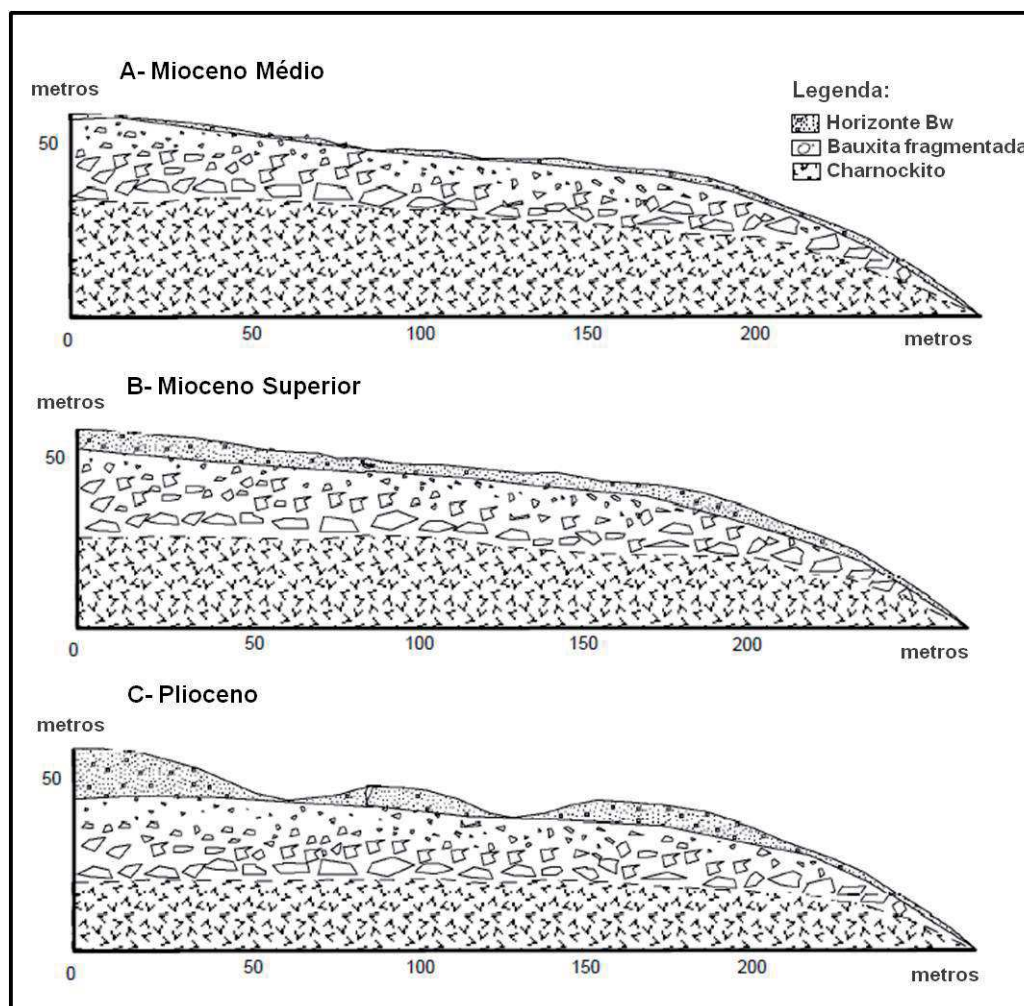 A- Mioceno Médio
metros
Legenda:
Horizonte Bw
Bauxita fragmentada
Charnockito
50
0 50 100 150 200 metros
B- Mioceno Superior
metros
50
0 50 100 150 200 metros
C- Plioceno
metros
50
0 50 100 150 200 metros